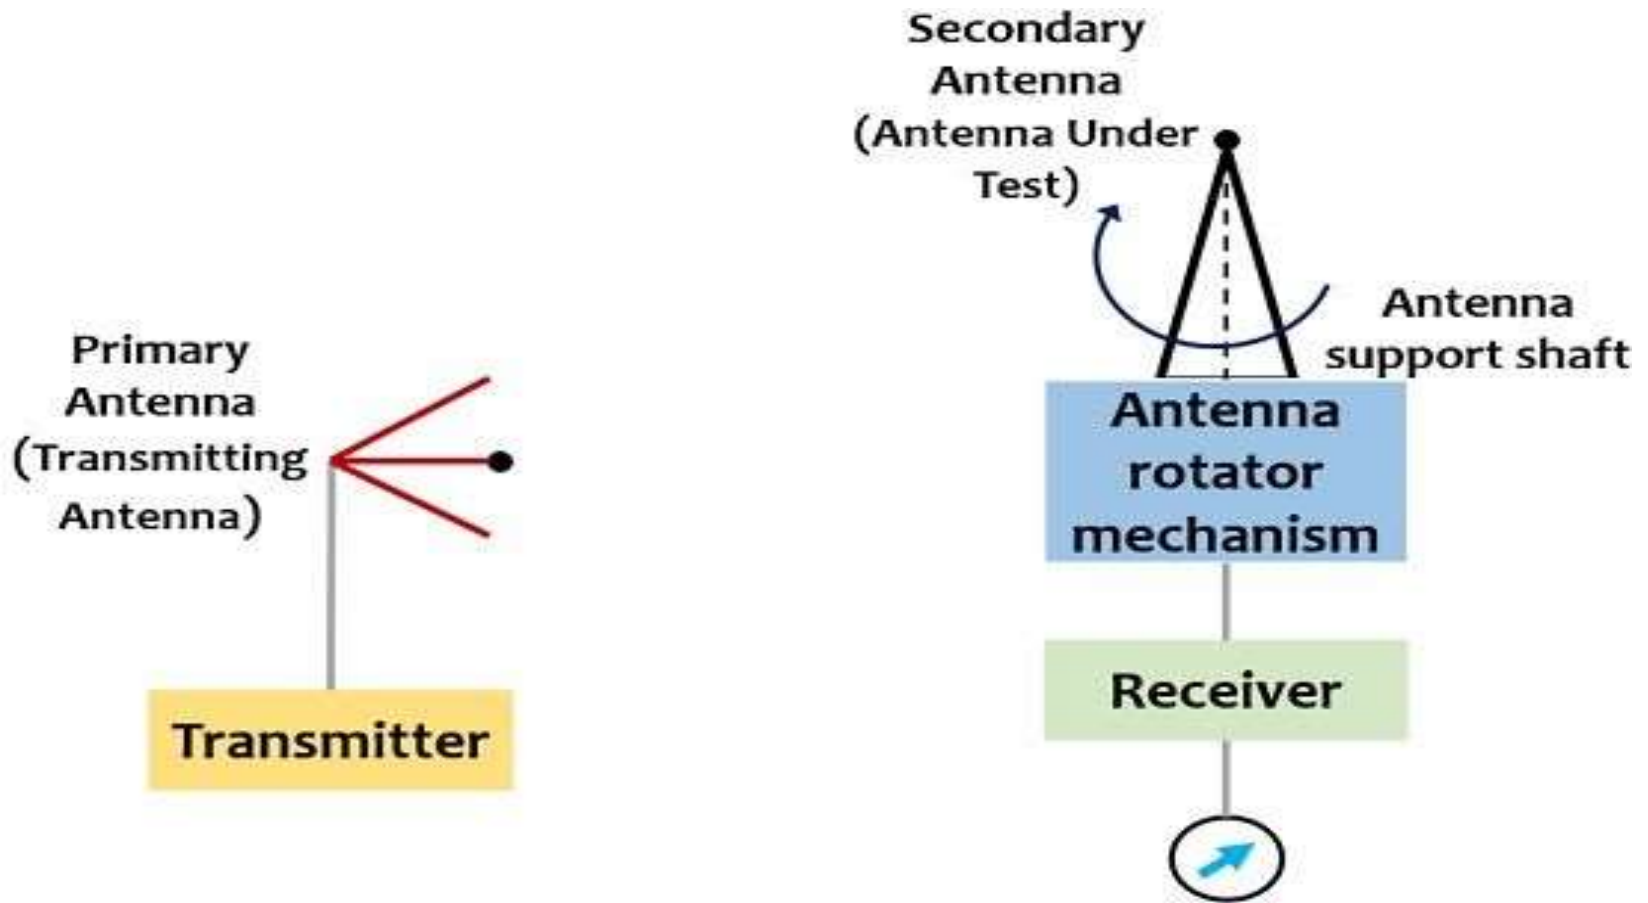 Secondary
Antenna
(Antenna Under
Test)
Antenna
support shaft
Primary
Antenna
(Transmitting
Antenna)
Antenna
rotator
mechanism
Receiver
Transmitter